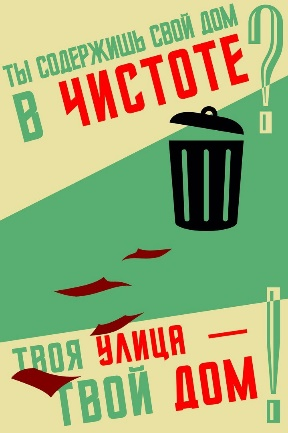 ТЫ СОДЕРЖИШЬ СВОЙ ДОМ
В ЧИСТОТЕ?
ТВОЯ УЛИЦА —
ТВОЙ ДОМ!